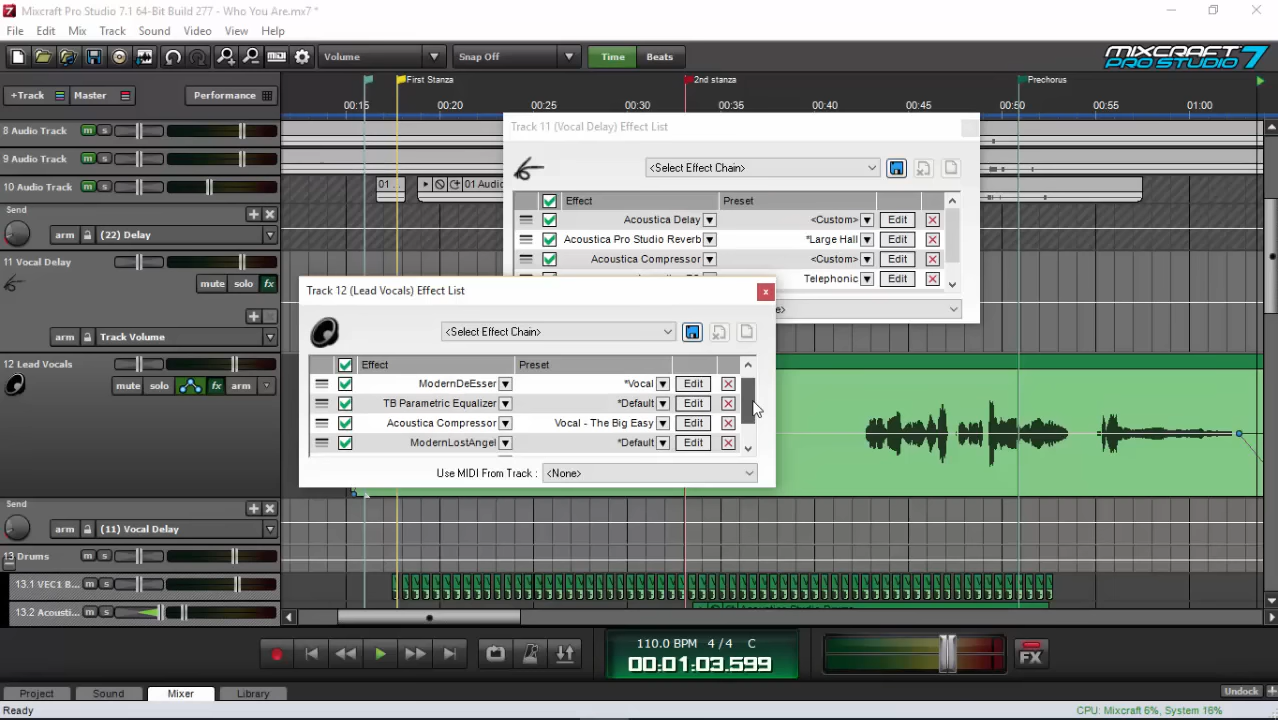 Mixcraft Pro Studio 7.1 64-Bit Build 277 - Who You Are.mx7 *
File Edit Mix Track Sound Video View Help
Volume
Snap Off
Time
Beats
MIXCRAFT
PRO STUDIO 7
+Track
Master
Performance
First Stanza
2nd stanza
Prechorus
00:15 00:20 00:25 00:30 00:35 00:40 00:45 00:50 00:55 01:00
8 Audio Track m s
9 Audio Track m s
10 Audio Track m s
01 ...
01 Audio
Send
arm (22) Delay
11 Vocal Delay
mute solo fx
arm Track Volume
12 Lead Vocals
mute solo fx arm
Send
arm (11) Vocal Delay
13 Drums m s
13.1 VEC1 B... m s
13.2 Acousti... m s
Track 11 (Vocal Delay) Effect List
<Select Effect Chain>
Effect Preset
Acoustica Delay <Custom> Edit
Acoustica Pro Studio Reverb *Large Hall Edit
Acoustica Compressor <Custom> Edit
Telephonic Edit
Track 12 (Lead Vocals) Effect List
x
<Select Effect Chain>
Effect Preset
ModernDeEsser *Vocal Edit
TB Parametric Equalizer *Default Edit
Acoustica Compressor Vocal - The Big Easy Edit
ModernLostAngel *Default Edit
Use MIDI From Track : <None>
110.0 BPM 4 / 4 C
00:01:03.599
FX
Project Sound Mixer Library
Undock
Ready
CPU: Mixcraft 6%, System 16%